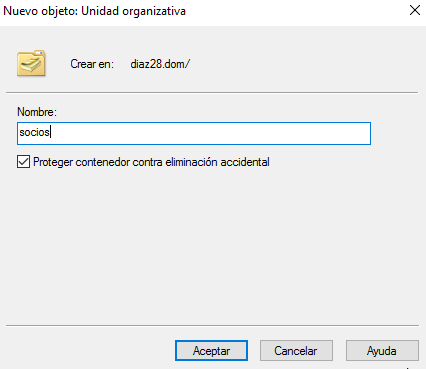 Nuevo objeto: Unidad organizativa
Crear en: diaz28.dom/
Nombre:
socios
Proteger contenedor contra eliminación accidental
Aceptar Cancelar Ayuda